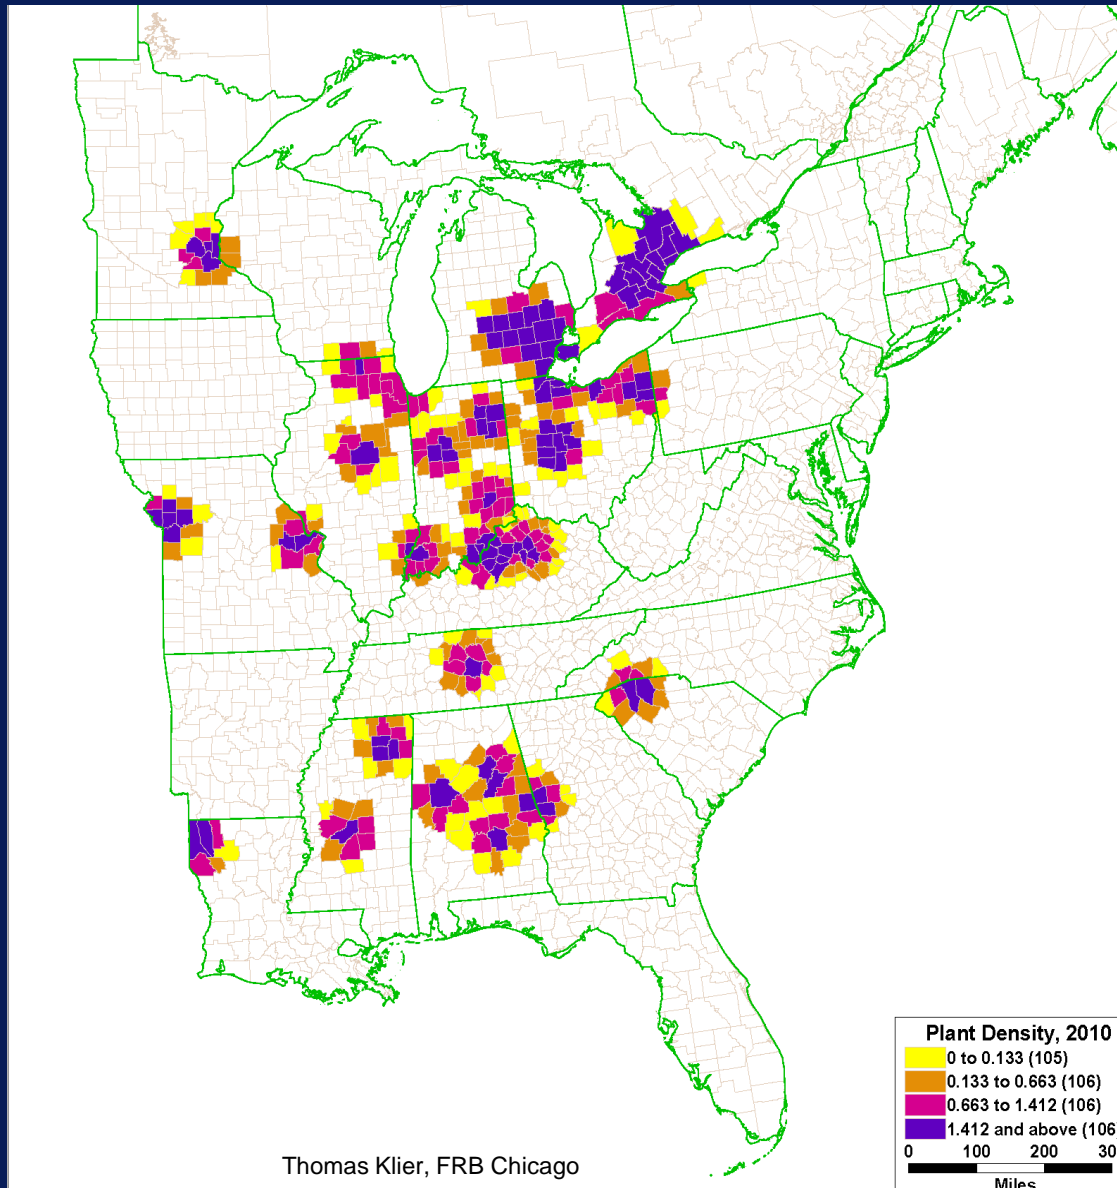 Plant Density, 2010
0 to 0.133 (105)
0.133 to 0.663 (106)
0.663 to 1.412 (106)
1.412 and above (106
0 100 200 30
Miles
Thomas Klier, FRB Chicago